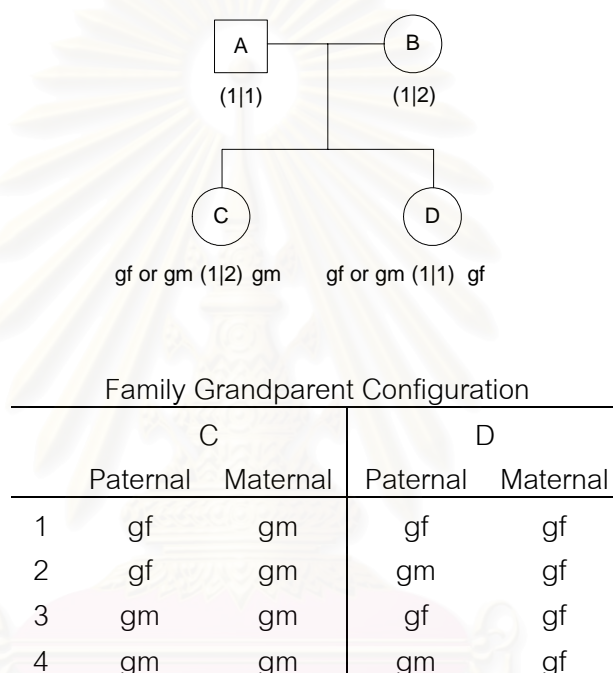 A B
(1|1) (1|2)
C D
gf or gm (1|2) gm gf or gm (1|1) gf
Family Grandparent Configuration
C D
Paternal Maternal Paternal Maternal
1 gf gm gf gf
2 gf gm gm gf
3 gm gm gf gf
4 gm gm gm gf